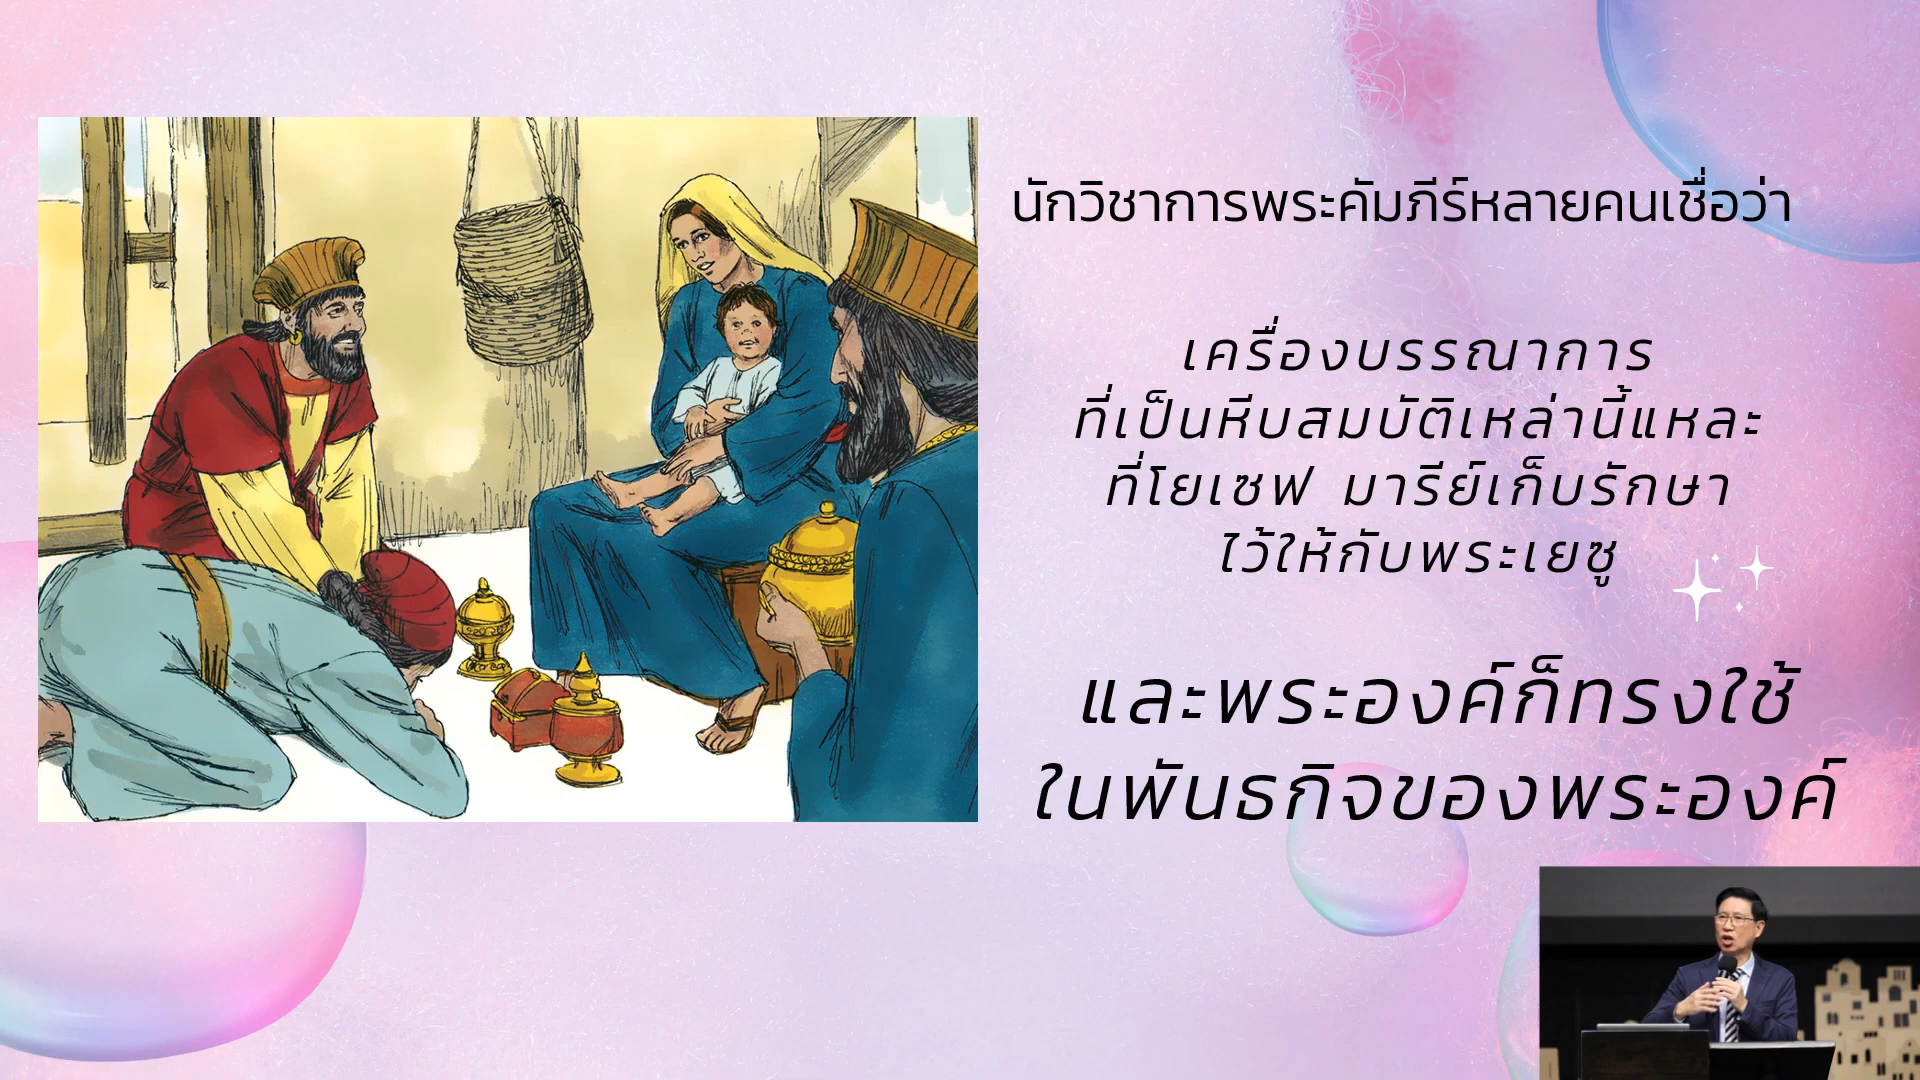 นักวิชาการพระคัมภีร์หลายคนเชื่อว่า
เครื่องบรรณาการ
ที่เป็นหีบสมบัติเหล่านี้แหละ
ที่โยเซฟ มารีย์เก็บรักษา
ไว้ให้กับพระเยซู
และพระองค์ก็ทรงใช้
ในพันธกิจของพระองค์